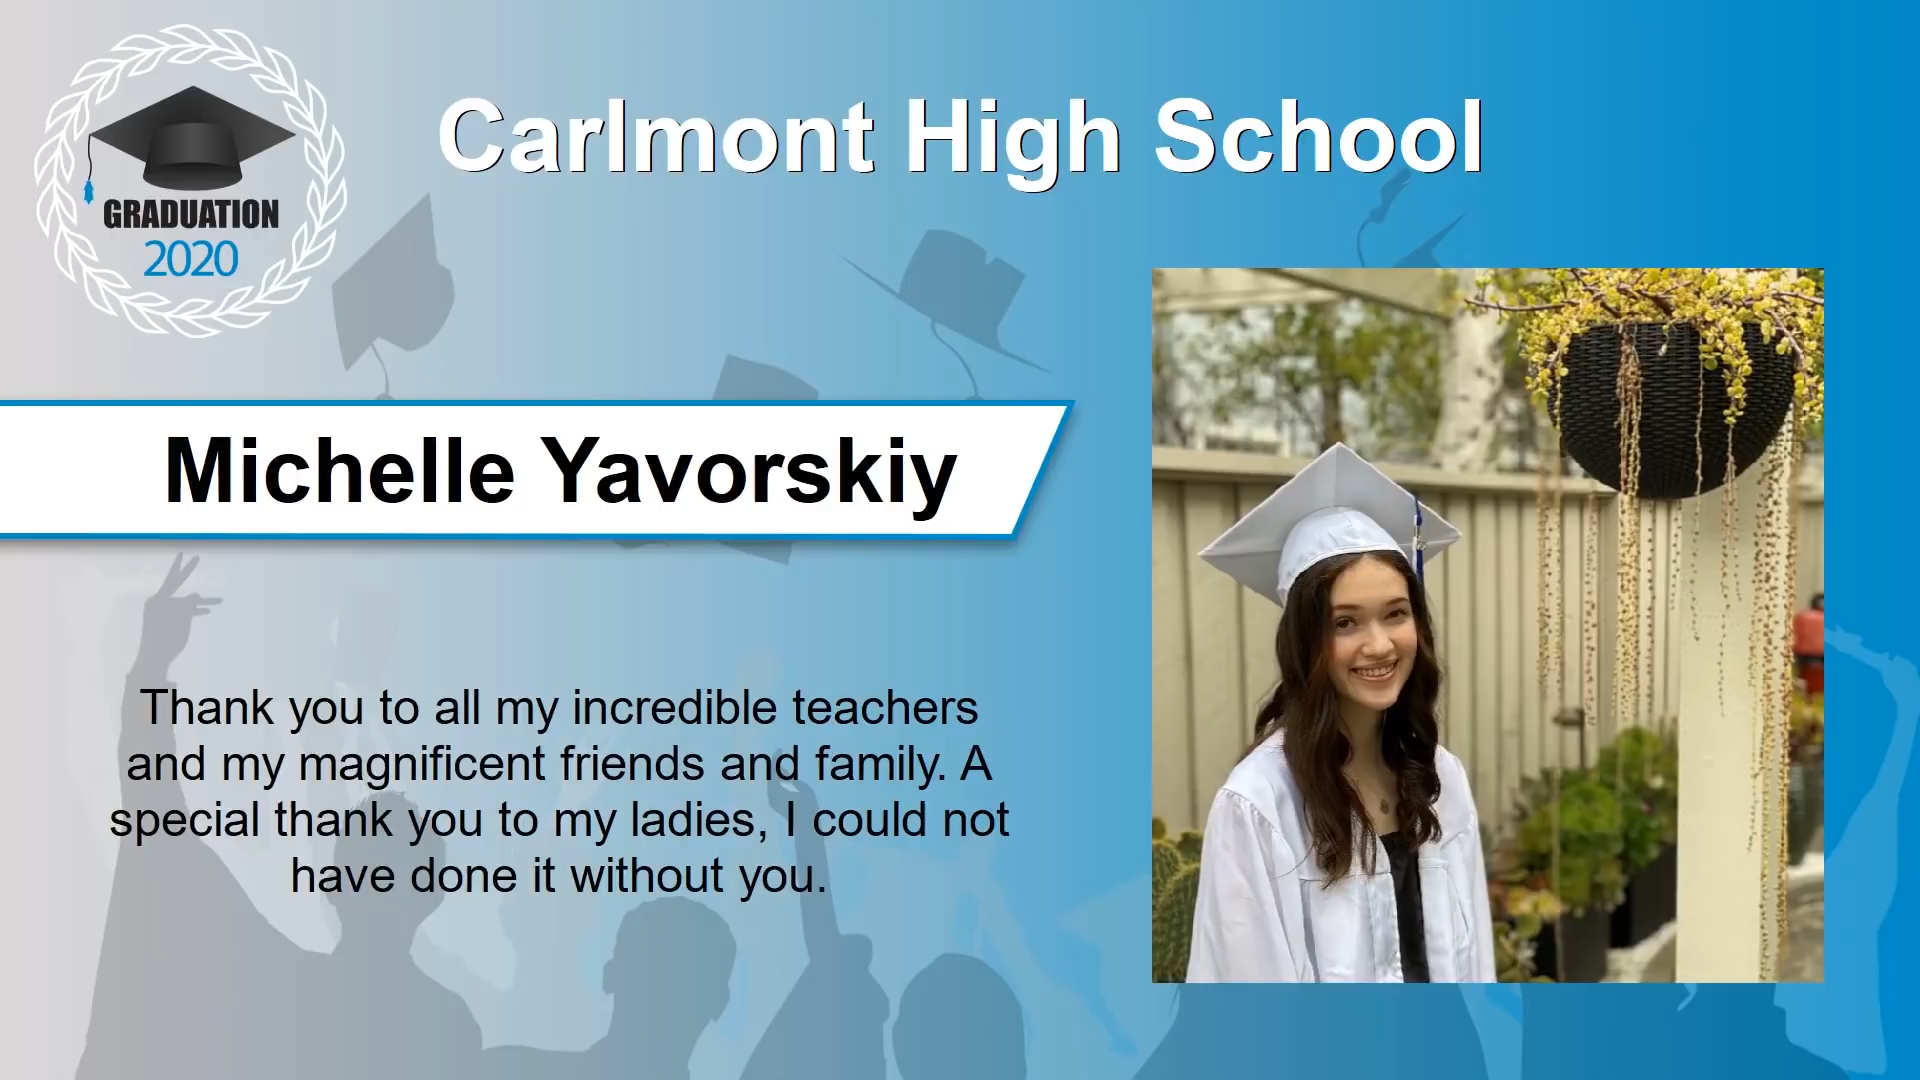 GRADUATION
2020
Carlmont High School
Michelle Yavorskiy
Thank you to all my incredible teachers
and my magnificent friends and family. A
special thank you to my ladies, I could not
have done it without you.